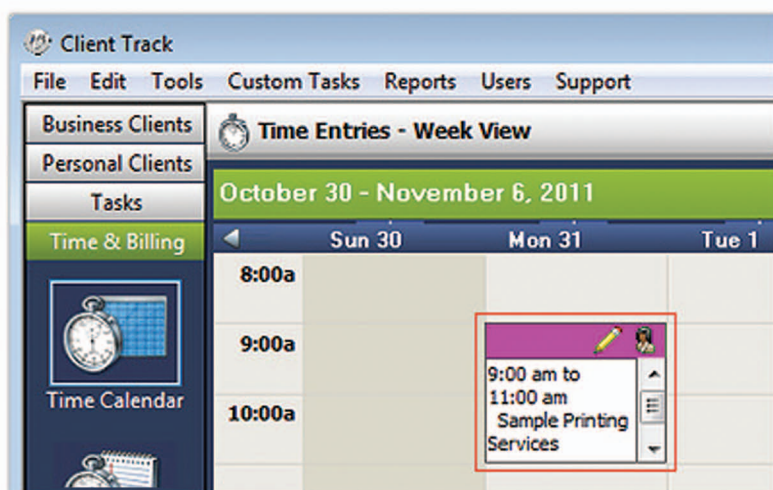 Client Track
File Edit Tools Custom Tasks Reports Users Support
Business Clients
Personal Clients
Tasks
Time & Billing
Time Calendar
Time Entries - Week View
October 30 - November 6, 2011
Sun 30 Mon 31 Tue 1
8:00a
9:00a
10:00a
9:00 am to
11:00 am
Sample Printing
Services